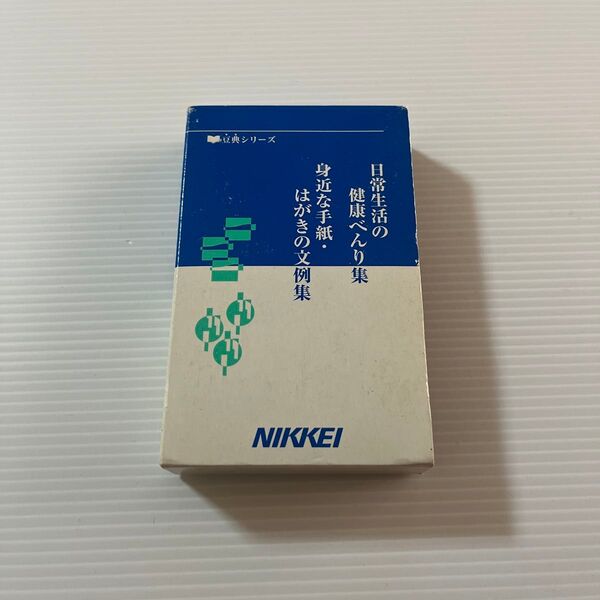 豆典シリーズ
日常生活の
健康べんり集
身近な手紙・
はがきの文例集
NIKKEI